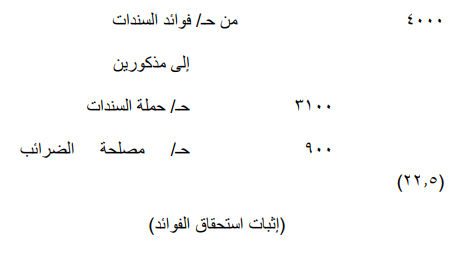 ٤٠٠٠ من حـ/ فوائد السندات
إلى مذكورين
٣١٠٠ حـ/ حملة السندات
٩٠٠ حـ/ مصلحة الضرائب
(٢٢,٥)
(إثبات استحقاق الفوائد)